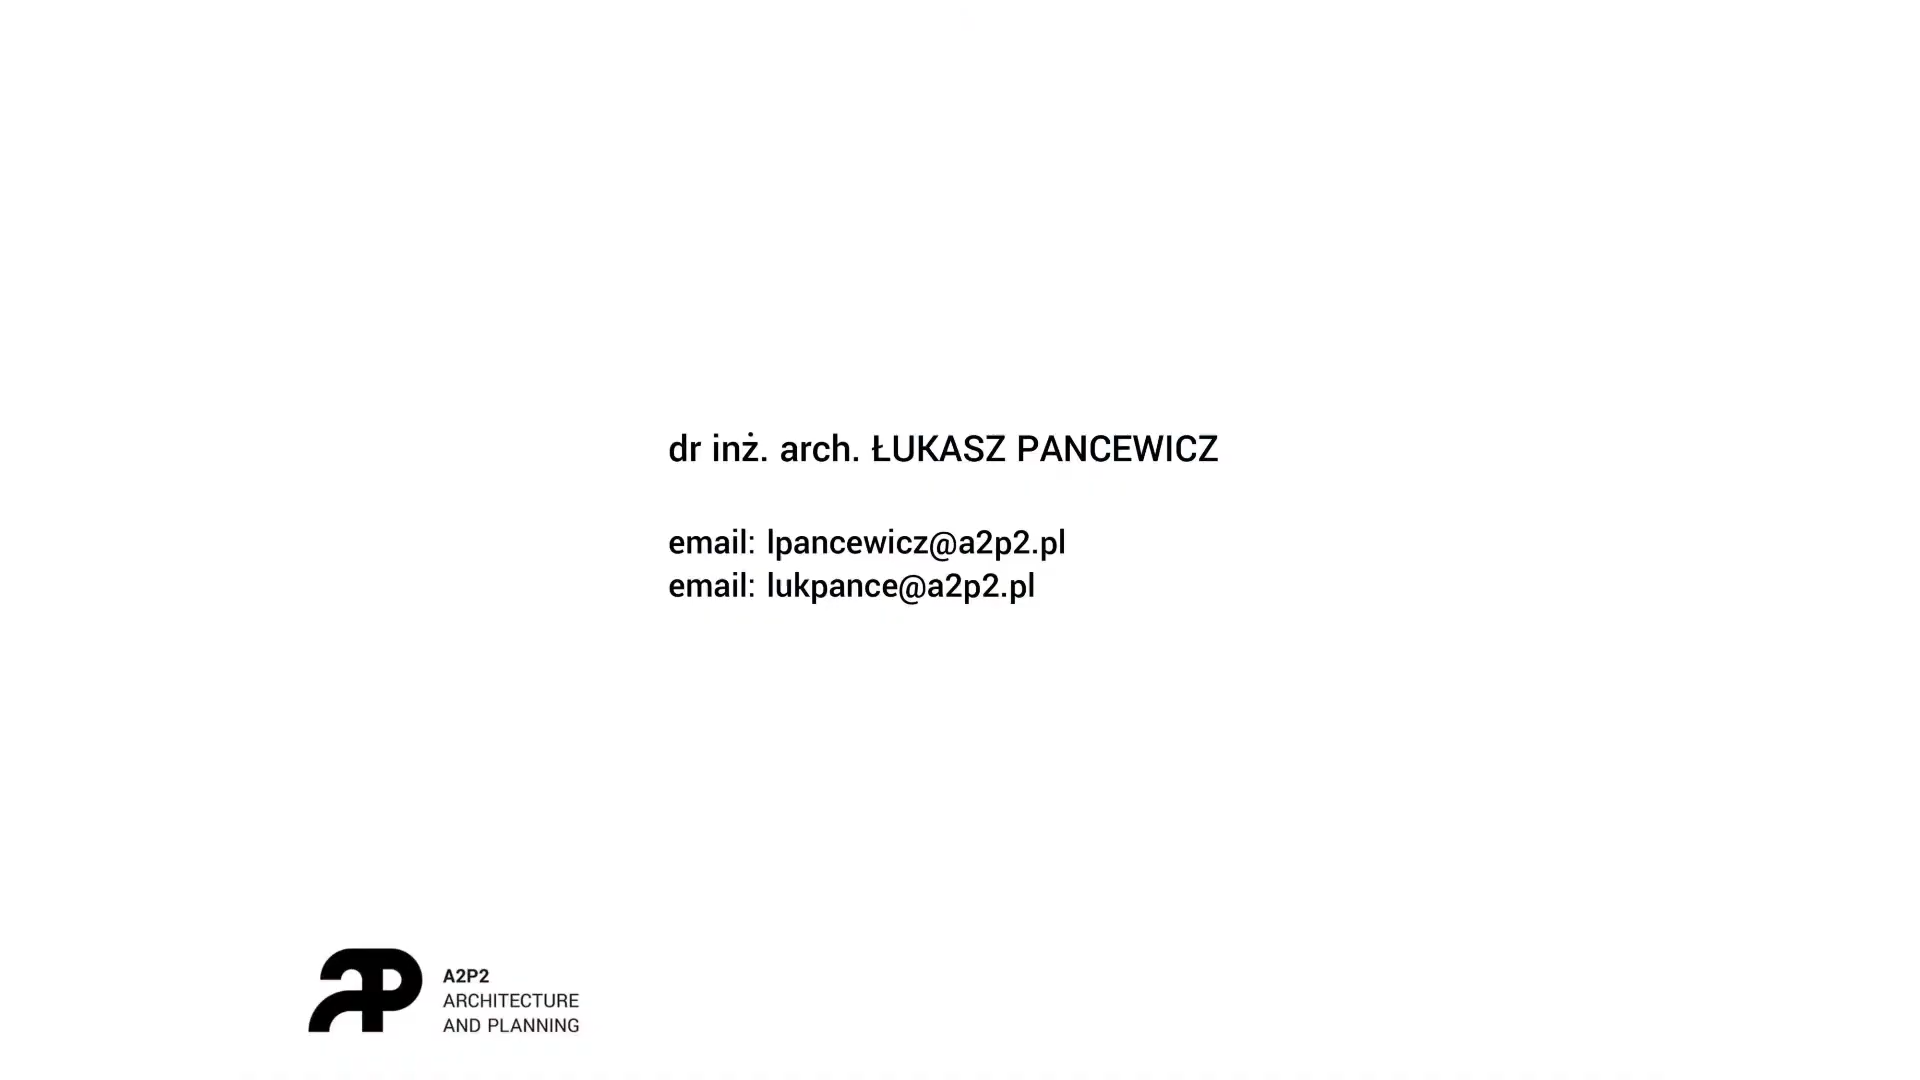 dr inż. arch. ŁUKASZ PANCEWICZ
email: lpancewicz@a2p2.pl
email: lukpance@a2p2.pl
A2P2
ARCHITECTURE
AND PLANNING